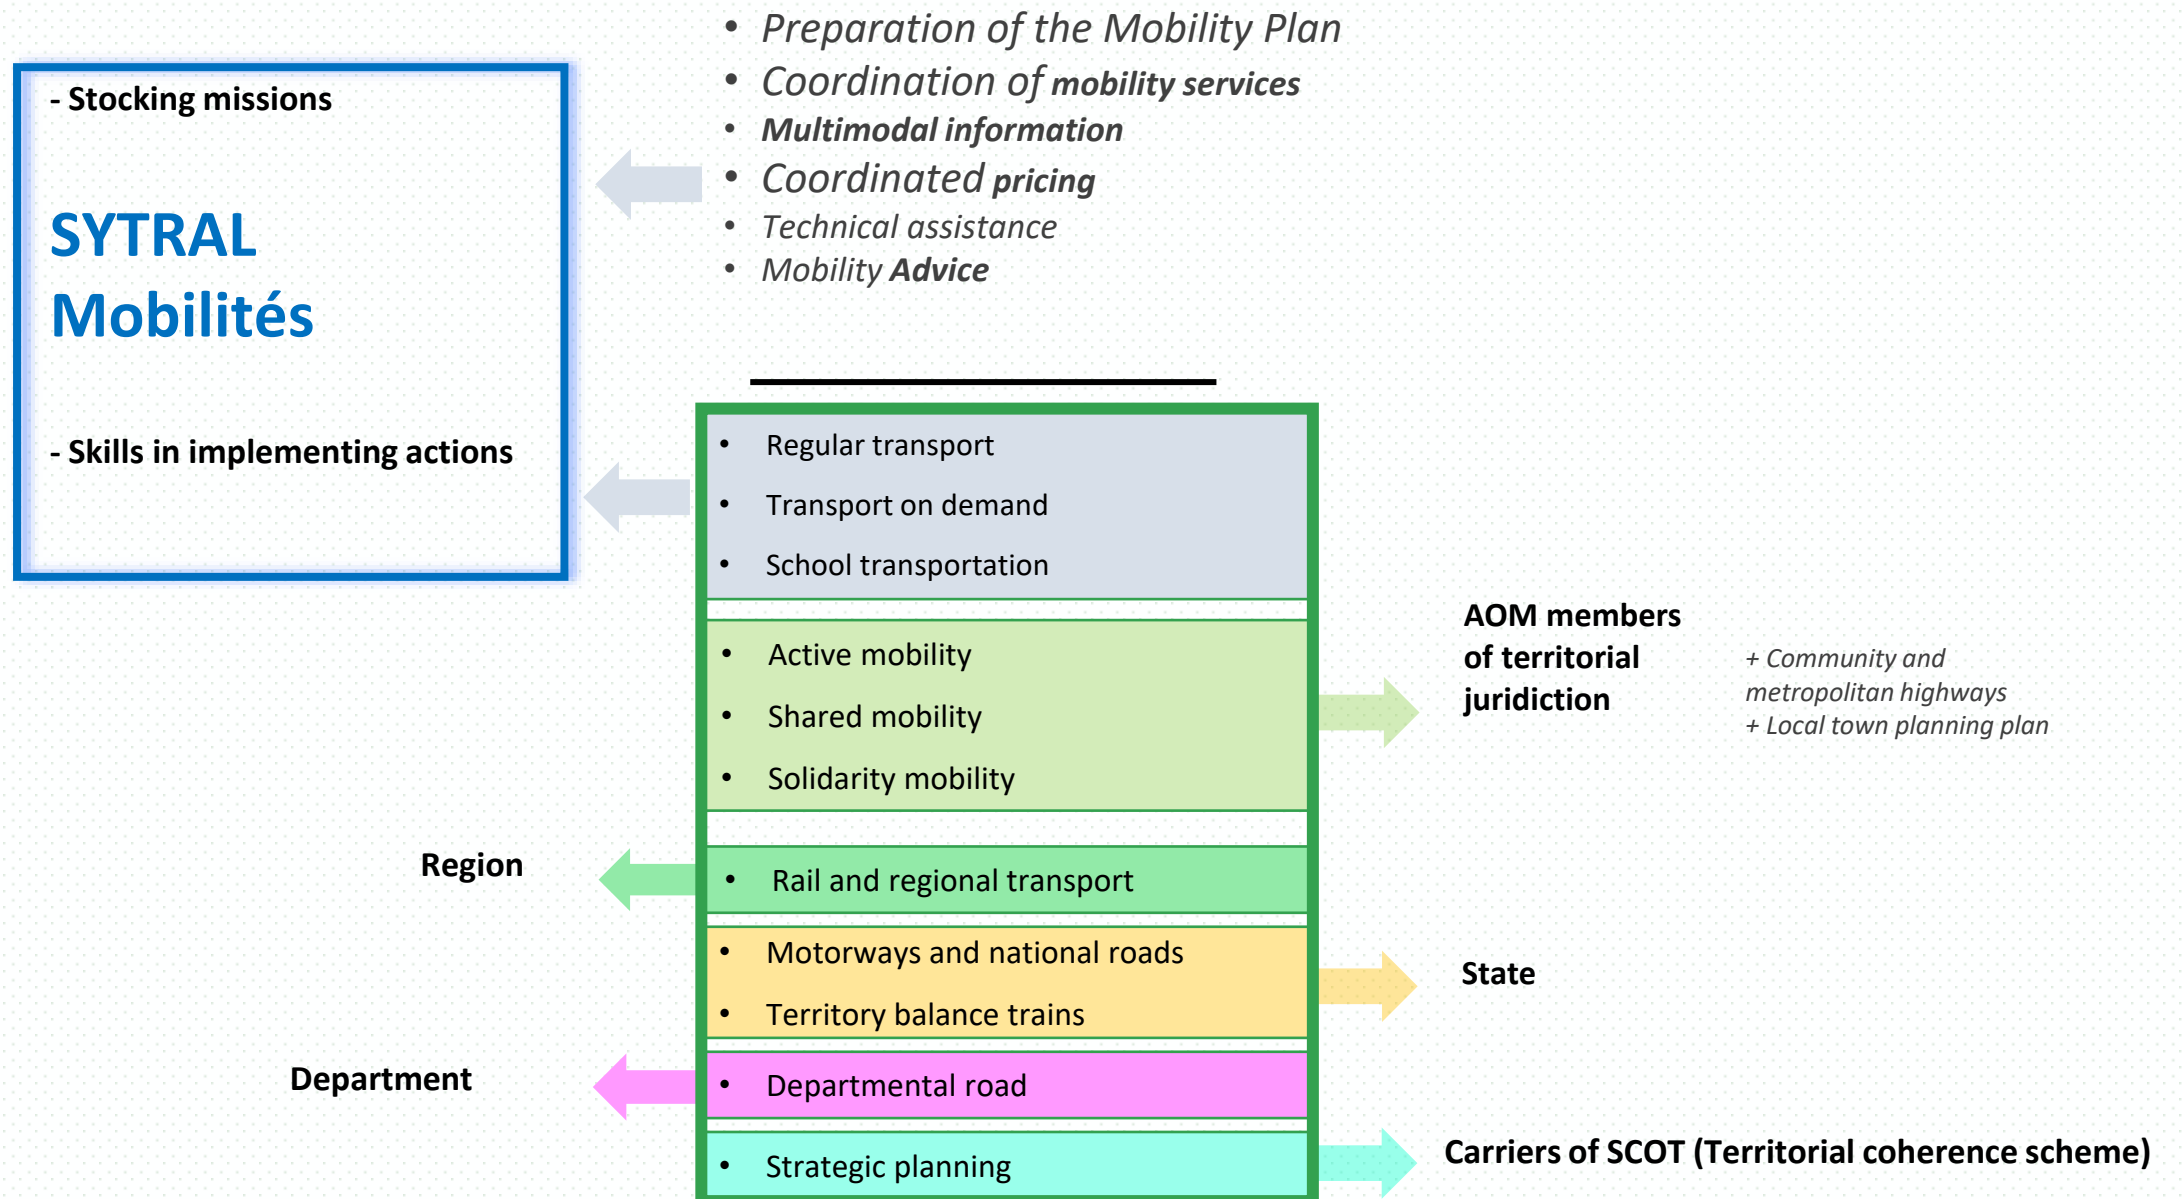 - Stocking missions
SYTRAL
Mobilités
- Skills in implementing actions
• Preparation of the Mobility Plan
• Coordination of mobility services
• Multimodal information
• Coordinated pricing
• Technical assistance
• Mobility Advice
• Regular transport
• Transport on demand
• School transportation
• Active mobility
• Shared mobility
• Solidarity mobility
AOM members
of territorial
juridiction
+ Community and
metropolitan highways
+ Local town planning plan
Region
• Rail and regional transport
• Motorways and national roads
• Territory balance trains
State
Department
• Departmental road
• Strategic planning
Carriers of SCOT (Territorial coherence scheme)